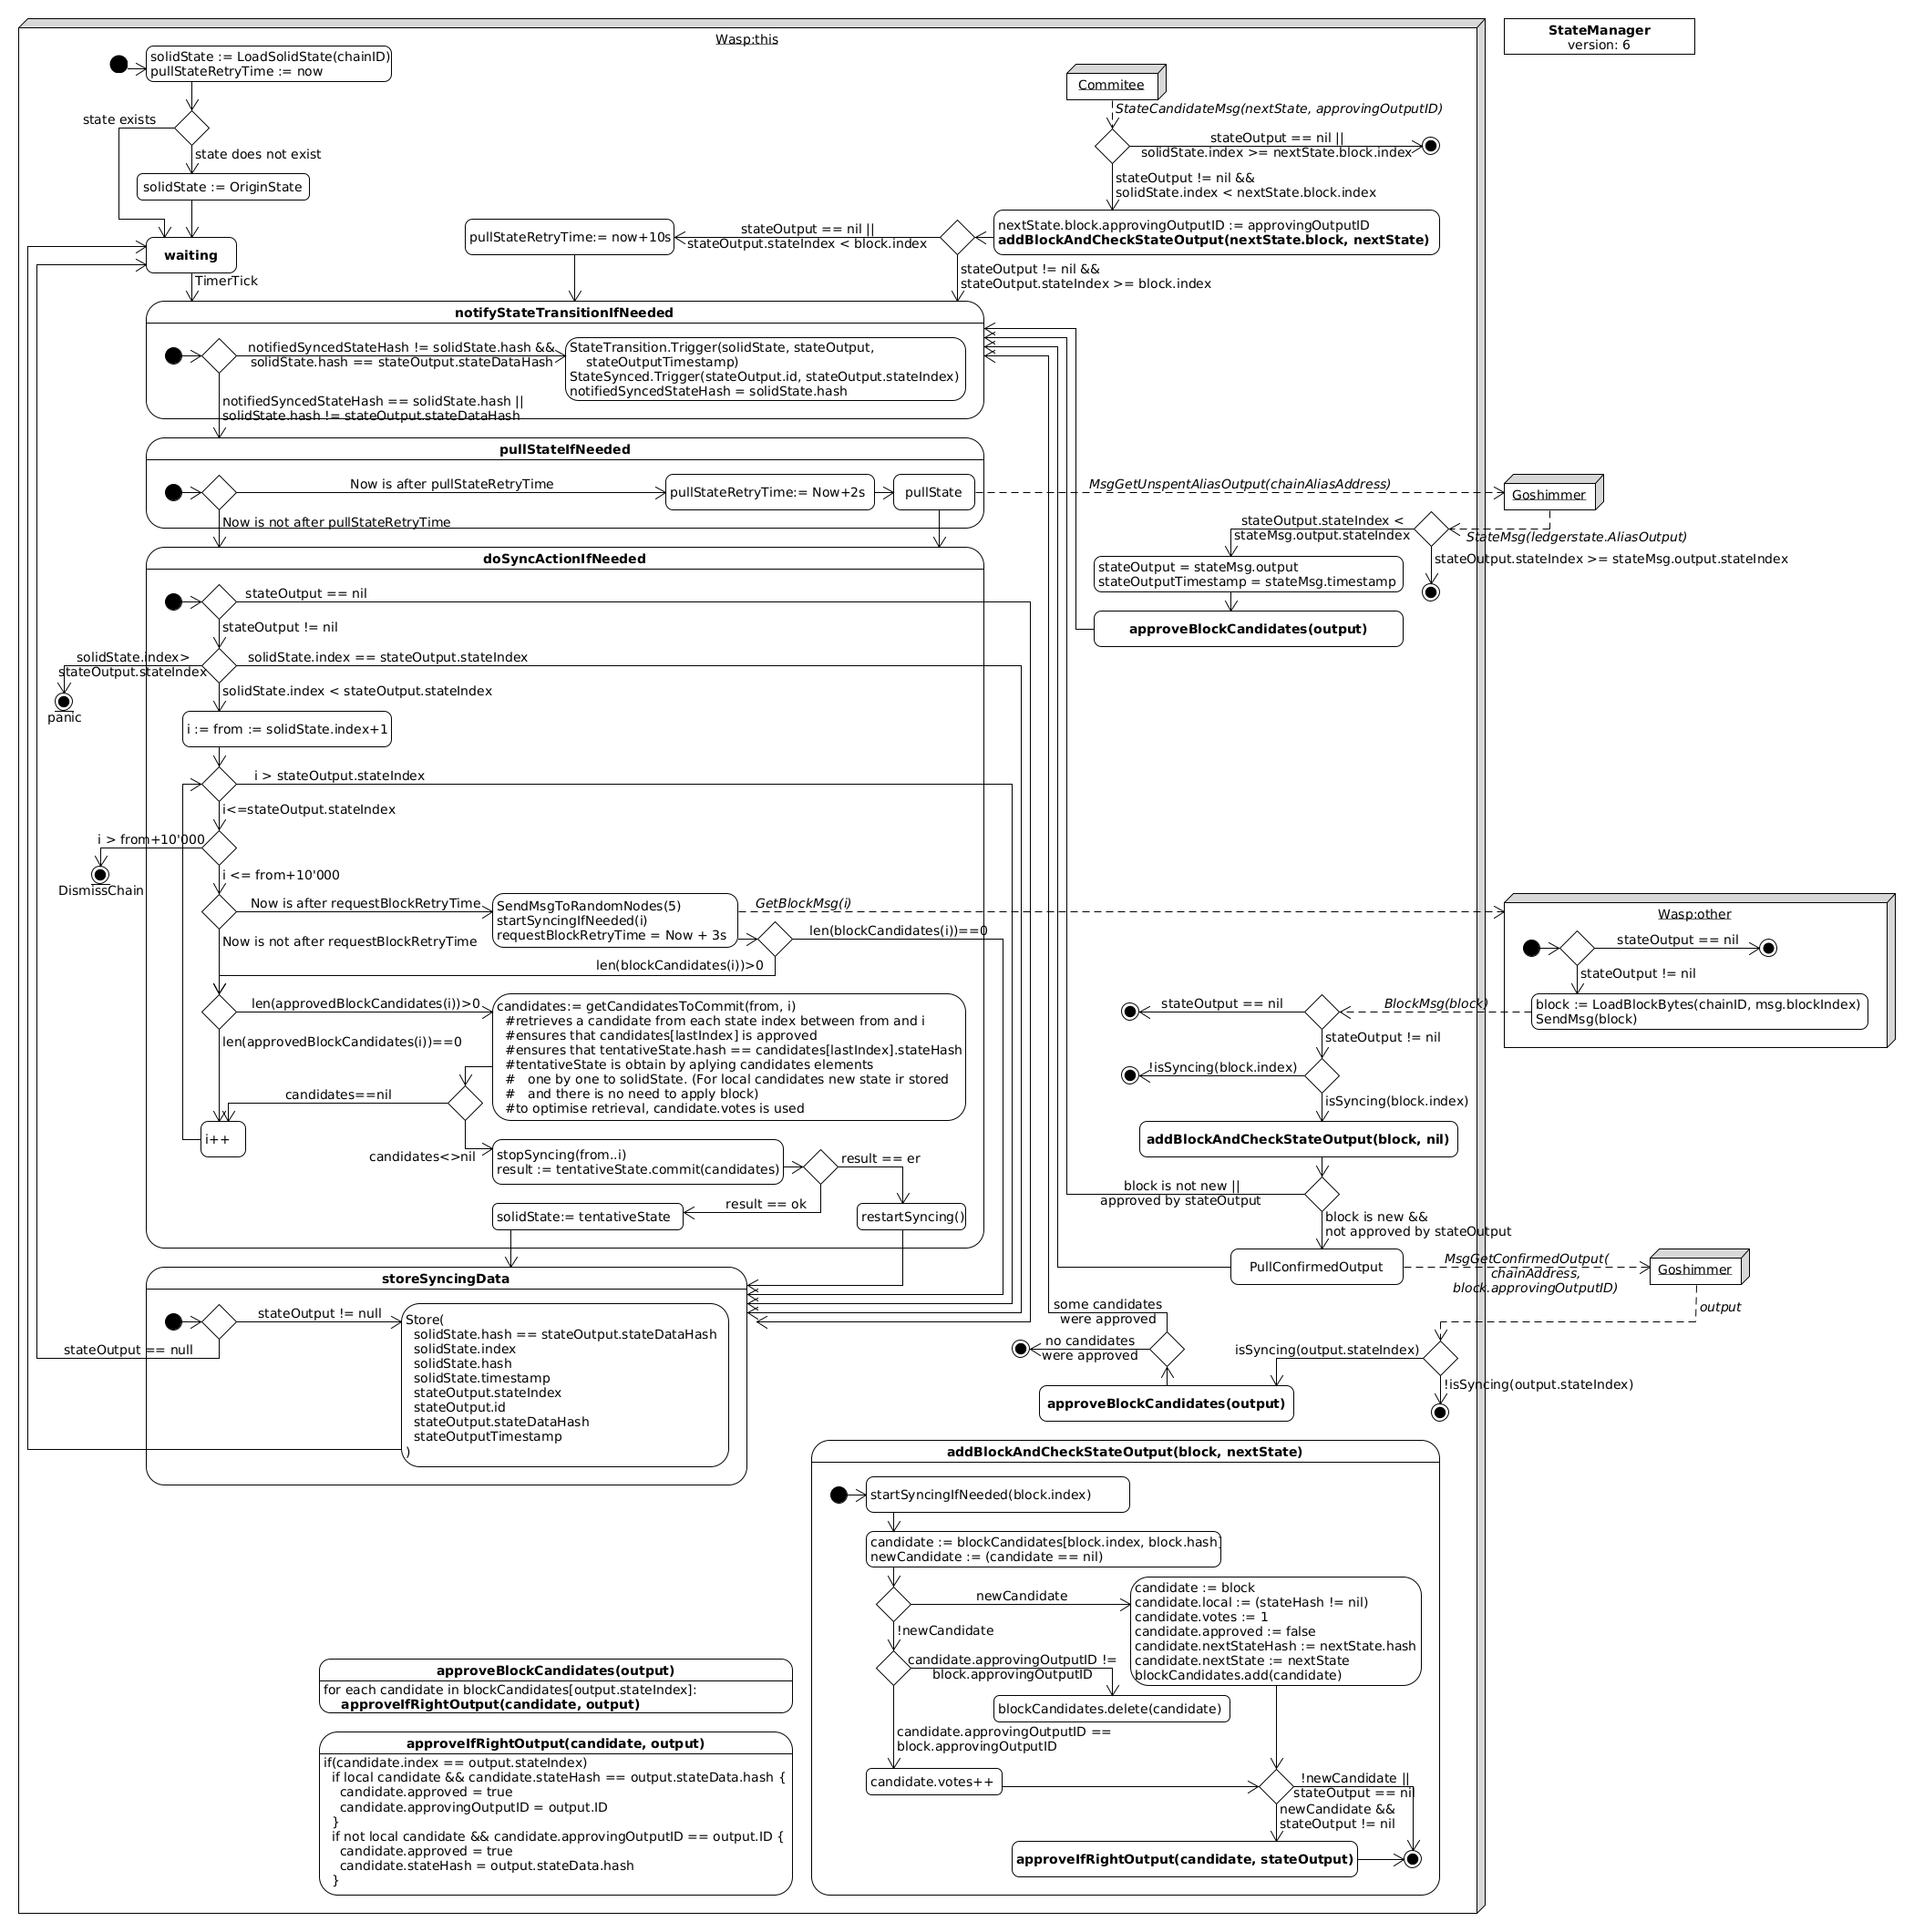 Wasp:this
StateManager
version: 6
solidState := LoadSolidState(chainID)
pullStateRetryTime := now
state exists
state does not exist
solidState := OriginState
waiting
TimerTick
Commitee
StateCandidateMsg(nextState, approvingOutputID)
stateOutput == nil ||
solidState.index >= nextState.block.index
stateOutput != nil &&
solidState.index < nextState.block.index
nextState.block.approvingOutputID := approvingOutputID
addBlockAndCheckStateOutput(nextState.block, nextState)
stateOutput == nil ||
stateOutput.stateIndex < block.index
pullStateRetryTime:= now+10s
stateOutput != nil &&
stateOutput.stateIndex >= block.index
notifyStateTransitionIfNeeded
notifiedSyncedStateHash != solidState.hash &&
solidState.hash == stateOutput.stateDataHash
StateTransition.Trigger(solidState, stateOutput,
stateOutputTimestamp)
StateSynced.Trigger(stateOutput.id, stateOutput.stateIndex)
notifiedSyncedStateHash = solidState.hash
notifiedSyncedStateHash == solidState.hash ||
solidState.hash != stateOutput.stateDataHash
pullStateIfNeeded
Now is after pullStateRetryTime
pullStateRetryTime:= Now+2s
pullState
Now is not after pullStateRetryTime
MsgGetUnspentAliasOutput(chainAliasAddress)
Goshimmer
StateMsg(ledgerstate.AliasOutput)
stateOutput.stateIndex <
stateMsg.output.stateIndex
stateOutput.stateIndex >= stateMsg.output.stateIndex
stateOutput = stateMsg.output
stateOutputTimestamp = stateMsg.timestamp
approveBlockCandidates(output)
doSyncActionIfNeeded
stateOutput == nil
stateOutput != nil
solidState.index>
stateOutput.stateIndex
panic
solidState.index == stateOutput.stateIndex
solidState.index < stateOutput.stateIndex
i := from := solidState.index+1
i > stateOutput.stateIndex
i<=stateOutput.stateIndex
i > from+10'000
DismissChain
i <= from+10'000
Now is after requestBlockRetryTime
Now is not after requestBlockRetryTime
SendMsgToRandomNodes(5)
startSyncingIfNeeded(i)
requestBlockRetryTime = Now + 3s
GetBlockMsg(i)
len(blockCandidates(i))==0
len(blockCandidates(i))>0
len(approvedBlockCandidates(i))>0
len(approvedBlockCandidates(i))==0
candidates:= getCandidatesToCommit(from, i)
#retrieves a candidate from each state index between from and i
#ensures that candidates[lastIndex] is approved
#ensures that tentativeState.hash == candidates[lastIndex].stateHash
#tentativeState is obtain by aplying candidates elements
#   one by one to solidState. (For local candidates new state ir stored
#   and there is no need to apply block)
#to optimise retrieval, candidate.votes is used
candidates==nil
i++
candidates<>nil
stopSyncing(from..i)
result := tentativeState.commit(candidates)
result == er
result == ok
solidState:= tentativeState
restartSyncing()
Wasp:other
stateOutput == nil
stateOutput != nil
block := LoadBlockBytes(chainID, msg.blockIndex)
SendMsg(block)
BlockMsg(block)
stateOutput == nil
stateOutput != nil
!isSyncing(block.index)
isSyncing(block.index)
addBlockAndCheckStateOutput(block, nil)
block is not new ||
approved by stateOutput
block is new &&
not approved by stateOutput
PullConfirmedOutput
MsgGetConfirmedOutput(
chainAddress,
block.approvingOutputID)
Goshimmer
output
isSyncing(output.stateIndex)
!isSyncing(output.stateIndex)
some candidates
were approved
no candidates
were approved
approveBlockCandidates(output)
storeSyncingData
stateOutput != null
stateOutput == null
Store(
solidState.hash == stateOutput.stateDataHash
solidState.index
solidState.hash
solidState.timestamp
stateOutput.stateIndex
stateOutput.id
stateOutput.stateDataHash
stateOutputTimestamp
)
addBlockAndCheckStateOutput(block, nextState)
startSyncingIfNeeded(block.index)
candidate := blockCandidates[block.index, block.hash]
newCandidate := (candidate == nil)
newCandidate
!newCandidate
candidate := block
candidate.local := (stateHash != nil)
candidate.votes := 1
candidate.approved := false
candidate.nextStateHash := nextState.hash
candidate.nextState := nextState
blockCandidates.add(candidate)
candidate.approvingOutputID !=
block.approvingOutputID
blockCandidates.delete(candidate)
candidate.approvingOutputID ==
block.approvingOutputID
candidate.votes++
!newCandidate ||
stateOutput == nil
newCandidate &&
stateOutput != nil
approveIfRightOutput(candidate, stateOutput)
approveBlockCandidates(output)
for each candidate in blockCandidates[output.stateIndex]:
approveIfRightOutput(candidate, output)
approveIfRightOutput(candidate, output)
if(candidate.index == output.stateIndex)
if local candidate && candidate.stateHash == output.stateData.hash {
candidate.approved = true
candidate.approvingOutputID = output.ID
}
if not local candidate && candidate.approvingOutputID == output.ID {
candidate.approved = true
candidate.stateHash = output.stateData.hash
}